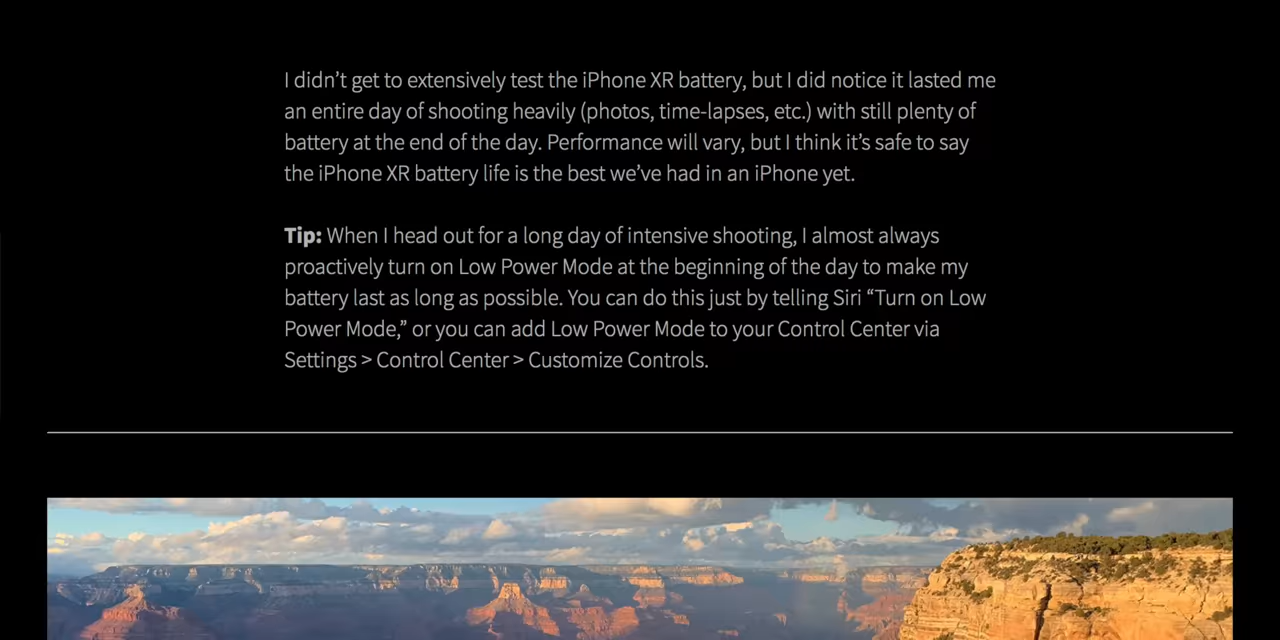 I didn’t get to extensively test the iPhone XR battery, but I did notice it lasted me
an entire day of shooting heavily (photos, time-lapses, etc.) with still plenty of
battery at the end of the day. Performance will vary, but I think it’s safe to say
the iPhone XR battery life is the best we’ve had in an iPhone yet.
Tip: When I head out for a long day of intensive shooting, I almost always
proactively turn on Low Power Mode at the beginning of the day to make my
battery last as long as possible. You can do this just by telling Siri “Turn on Low
Power Mode,” or you can add Low Power Mode to your Control Center via
Settings > Control Center > Customize Controls.